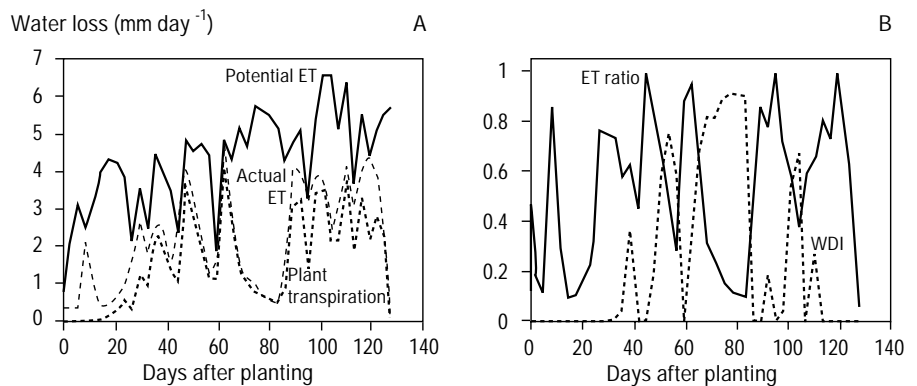 Water loss (mm day -1)
A
B
7
6
5
4
3
2
1
0
Potential ET
Actual
ET
Plant
transpiration
0 20 40 60 80 100 120 140
Days after planting
1
0.8
0.6
0.4
0.2
0
ET ratio
WDI
0 20 40 60 80 100 120 140
Days after planting